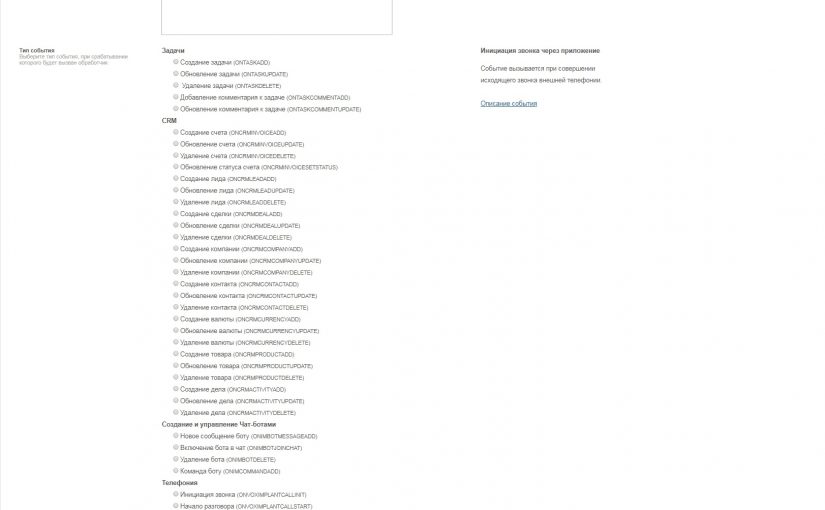 Тип события
Выберите тип события, при срабатывании
которого будет вызван обработчик
Задачи
Создание задачи (ONTASKADD)
Обновление задачи (ONTASKUPDATE)
Удаление задачи (ONTASKDELETE)
Добавление комментария к задаче (ONTASKCOMMENTADD)
Обновление комментария к задаче (ONTASKCOMMENTUPDATE)
CRM
Создание счета (ONCRMINVOICEADD)
Обновление счета (ONCRMINVOICEUPDATE)
Удаление счета (ONCRMINVOICEDELETE)
Обновление статуса счета (ONCRMINVOICESETSTATUS)
Создание лида (ONCRMLEADADD)
Обновление лида (ONCRMLEADUPDATE)
Удаление лида (ONCRMLEADDELETE)
Создание сделки (ONCRMDEALADD)
Обновление сделки (ONCRMDEALUPDATE)
Удаление сделки (ONCRMDEALDELETE)
Создание компании (ONCRMCOMPANYADD)
Обновление компании (ONCRMCOMPANYUPDATE)
Удаление компании (ONCRMCOMPANYDELETE)
Создание контакта (ONCRMCONTACTADD)
Обновление контакта (ONCRMCONTACTUPDATE)
Удаление контакта (ONCRMCONTACTDELETE)
Создание валюты (ONCRMCURRENCYADD)
Обновление валюты (ONCRMCURRENCYUPDATE)
Удаление валюты (ONCRMCURRENCYDELETE)
Создание товара (ONCRMPRODUCTADD)
Обновление товара (ONCRMPRODUCTUPDATE)
Удаление товара (ONCRMPRODUCTDELETE)
Создание дела (ONCRMACTIVITYADD)
Обновление дела (ONCRMACTIVITYUPDATE)
Удаление дела (ONCRMACTIVITYDELETE)
Создание и управление Чат-ботами
Новое сообщение боту (ONIMBOTMESSAGEADD)
Включение бота в чат (ONIMBOTJOINCHAT)
Удаление бота (ONIMBOTDELETE)
Команда боту (ONIMCOMMANDADD)
Телефония
Инициация звонка (ONVOXIMPLANTCALLINIT)
Начало разговора (ONVOXIMPLANTCALLSTART)
Инициация звонка через приложение
Событие вызывается при совершении
исходящего звонка внешней телефонии
Описание события